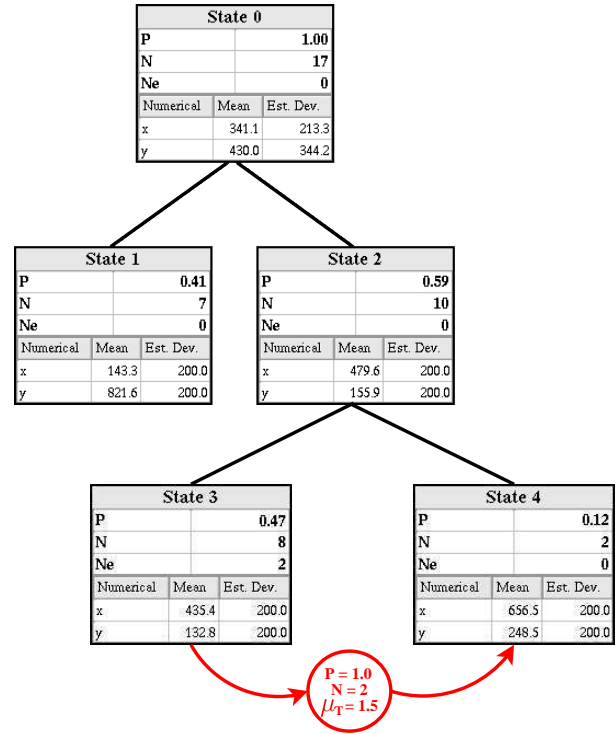 State 0
P 1.00
N 17
Ne 0
Numerical Mean Est. Dev.
x 341.1 213.3
y 430.0 344.2
State 1
P 0.41
N 7
Ne 0
Numerical Mean Est. Dev.
x 143.3 200.0
y 821.6 200.0
State 2
P 0.59
N 10
Ne 0
Numerical Mean Est. Dev.
x 479.6 200.0
y 155.9 200.0
State 3
P 0.47
N 8
Ne 2
Numerical Mean Est. Dev.
x 435.4 200.0
y 132.8 200.0
State 4
P 0.12
N 2
Ne 0
Numerical Mean Est. Dev.
x 656.5 200.0
y 248.5 200.0
P = 1.0
N = 2
μT = 1.5